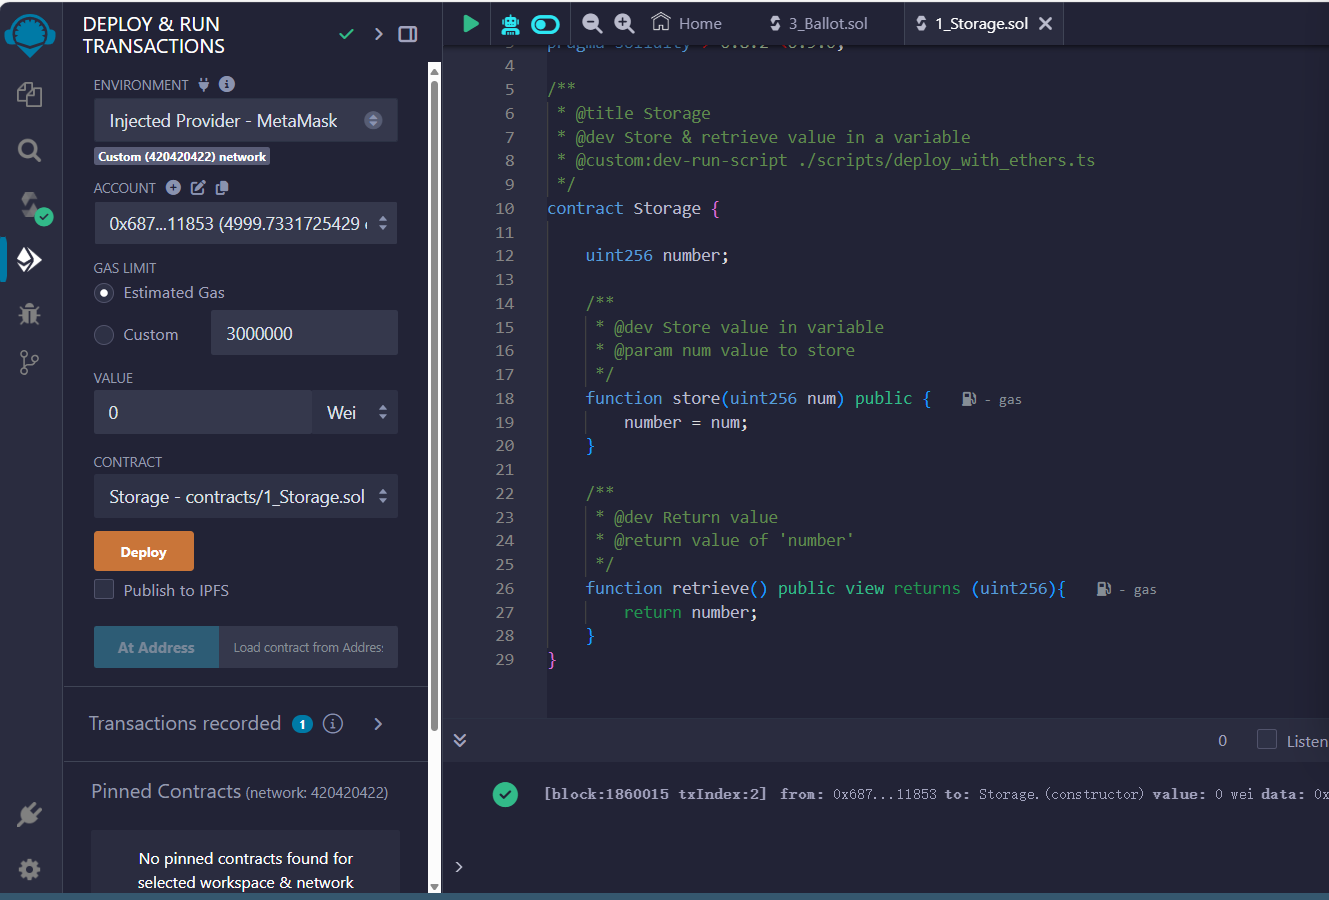 DEPLOY & RUN
TRANSACTIONS
ENVIRONMENT
Injected Provider - MetaMask
Custom (420420422) network
ACCOUNT
0x687...11853 (4999.7331725429
GAS LIMIT
Estimated Gas
Custom
3000000
VALUE
0
Wei
CONTRACT
Storage - contracts/1_Storage.sol
Deploy
Publish to IPFS
At Address
Load contract from Addres
Transactions recorded 1 i
Pinned Contracts (network: 420420422)
No pinned contracts found for
selected workspace & network
Home
3_Ballot.sol
1_Storage.sol
4
5 /**
6 * @title Storage
7 * @dev Store & retrieve value in a variable
8 * @custom:dev-run-script ./scripts/deploy_with_ethers.ts
9 */
10 contract Storage {
11
12 uint256 number;
13
14 /**
15 * @dev Store value in variable
16 * @param num value to store
17 */
18 function store(uint256 num) public { - gas
19 number = num;
20 }
21
22 /**
23 * @dev Return value
24 * @return value of 'number'
25 */
26 function retrieve() public view returns (uint256){ - gas
27 return number;
28 }
29 }
0
Listen
[block:1860015 txIndex:2] from: 0x687...11853 to: Storage.(constructor) value: 0 wei data: 0x
>